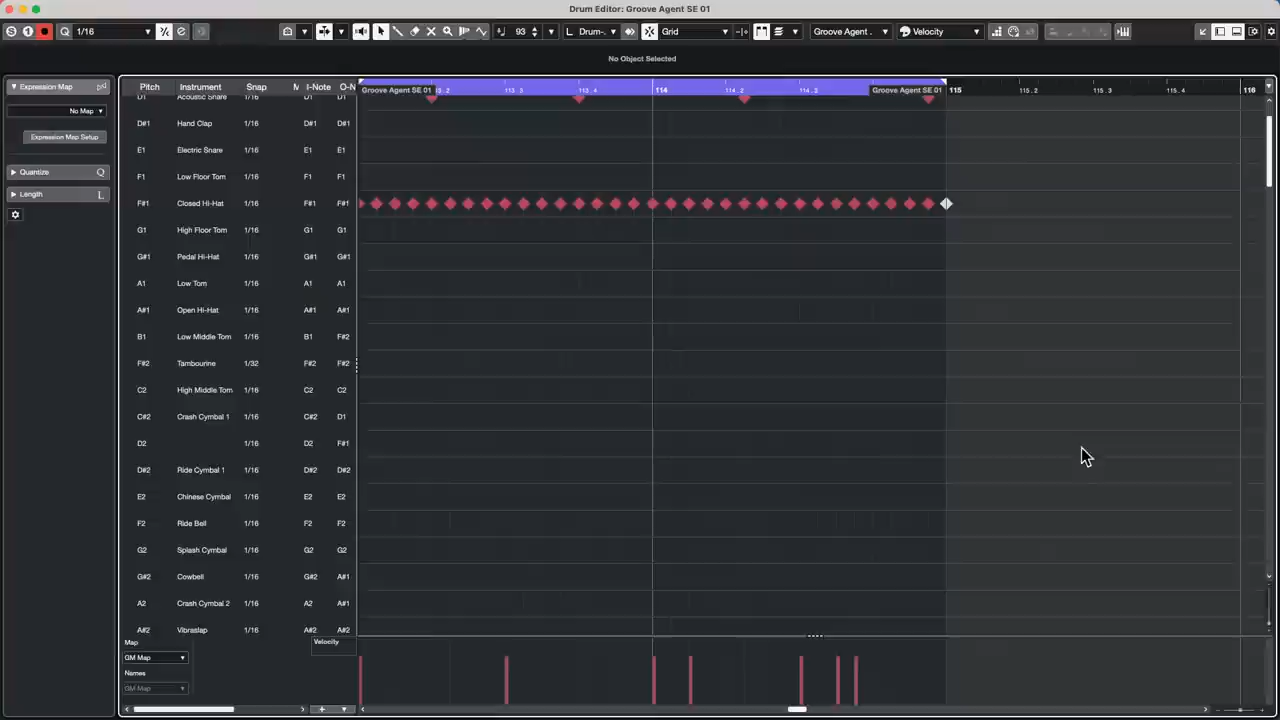 Drum Editor: Groove Agent SE 01
Q 1/16 93 Drum-. Grid Groove Agent . Velocity
No Object Selected
Expression Map
No Map
Expression Map Setup
Quantize Q
Length L
Pitch Instrument Snap M I-Note O-N
Groove Agent SE 01 113.3 113.4 114 114.2 Groove Agent SE 01 115 115.2 115.3 115.4 116
D1 Acoustic Snare 1/16 D1 D1
D#1 Hand Clap 1/16 D#1 D#1
E1 Electric Snare 1/16 E1 E1
F1 Low Floor Tom 1/16 F1 F1
F#1 Closed Hi-Hat 1/16 F#1 F#1
G1 High Floor Tom 1/16 G1 G1
G#1 Pedal Hi-Hat 1/16 G#1 G#1
A1 Low Tom 1/16 A1 A1
A#1 Open Hi-Hat 1/16 A#1 A#1
B1 Low Middle Tom 1/16 B1 F#2
F#2 Tambourine 1/32 F#2 F#2
C2 High Middle Tom 1/16 C2 C2
C#2 Crash Cymbal 1 1/16 C#2 D1
D2 1/16 D2 F#1
D#2 Ride Cymbal 1 1/16 D#2 D#2
E2 Chinese Cymbal 1/16 E2 E2
F2 Ride Bell 1/16 F2 F2
G2 Splash Cymbal 1/16 G2 G2
G#2 Cowbell 1/16 G#2 A#1
A2 Crash Cymbal 2 1/16 A2 A#1
A#2 Vibraslap 1/16 A#2 A#2
Map
Velocity
GM Map
Names
GM Map